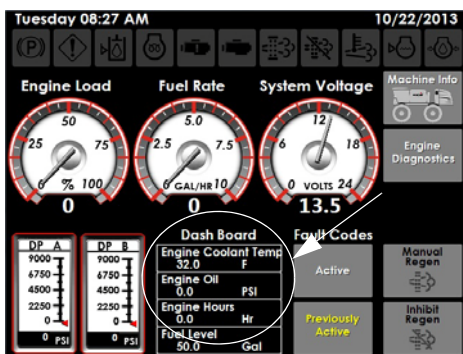 Tuesday 08:27 AM 10/22/2013
(P)
Engine Load Fuel Rate System Voltage Machine Info
50
25 75
0 % 100
0
5.0
2.5 7.5
0 GAL/HR 10
0
12
6 18
0 VOLTS 24
13.5
Engine
Diagnostics
DP A
9000
6750
4500
2250
0
0 PSI
DP B
9000
6750
4500
2250
0
0 PSI
Dash Board
Engine Coolant Temp
32.0 F
Engine Oil
0.0 PSI
Engine Hours
0.0 Hr
Fuel Level
50.0 Gal
Fault Codes
Active
Previously
Active
Manual
Regen
Inhibit
Regen